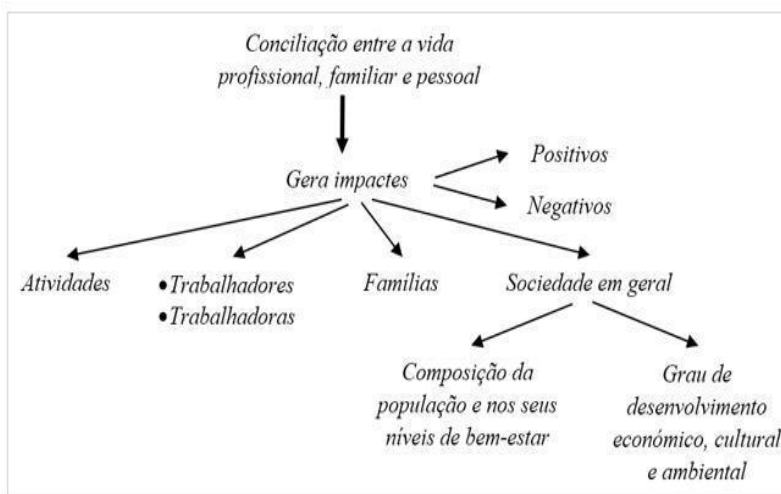 Conciliação entre a vida
profissional, familiar e pessoal
Gera impactes
Positivos
Negativos
Atividades
•Trabalhadores
•Trabalhadoras
Famílias
Sociedade em geral
Composição da
população e nos seus
níveis de bem-estar
Grau de
desenvolvimento
económico, cultural
e ambiental